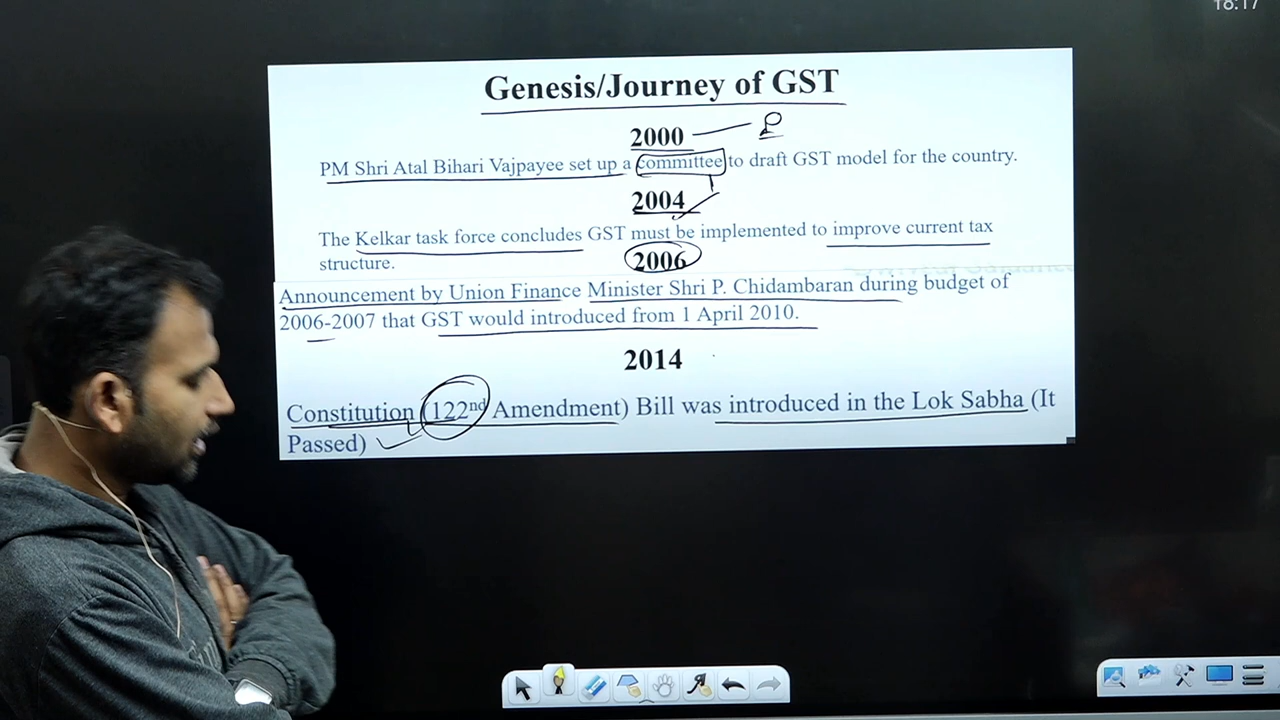 18:17
Genesis/Journey of GST
2000
PM Shri Atal Bihari Vajpayee set up a committee to draft GST model for the country.
2004
The Kelkar task force concludes GST must be implemented to improve current tax
structure.
2006
Announcement by Union Finance Minister Shri P. Chidambaran during budget of
2006-2007 that GST would introduced from 1 April 2010.
2014
Constitution (122nd Amendment) Bill was introduced in the Lok Sabha (It
Passed)